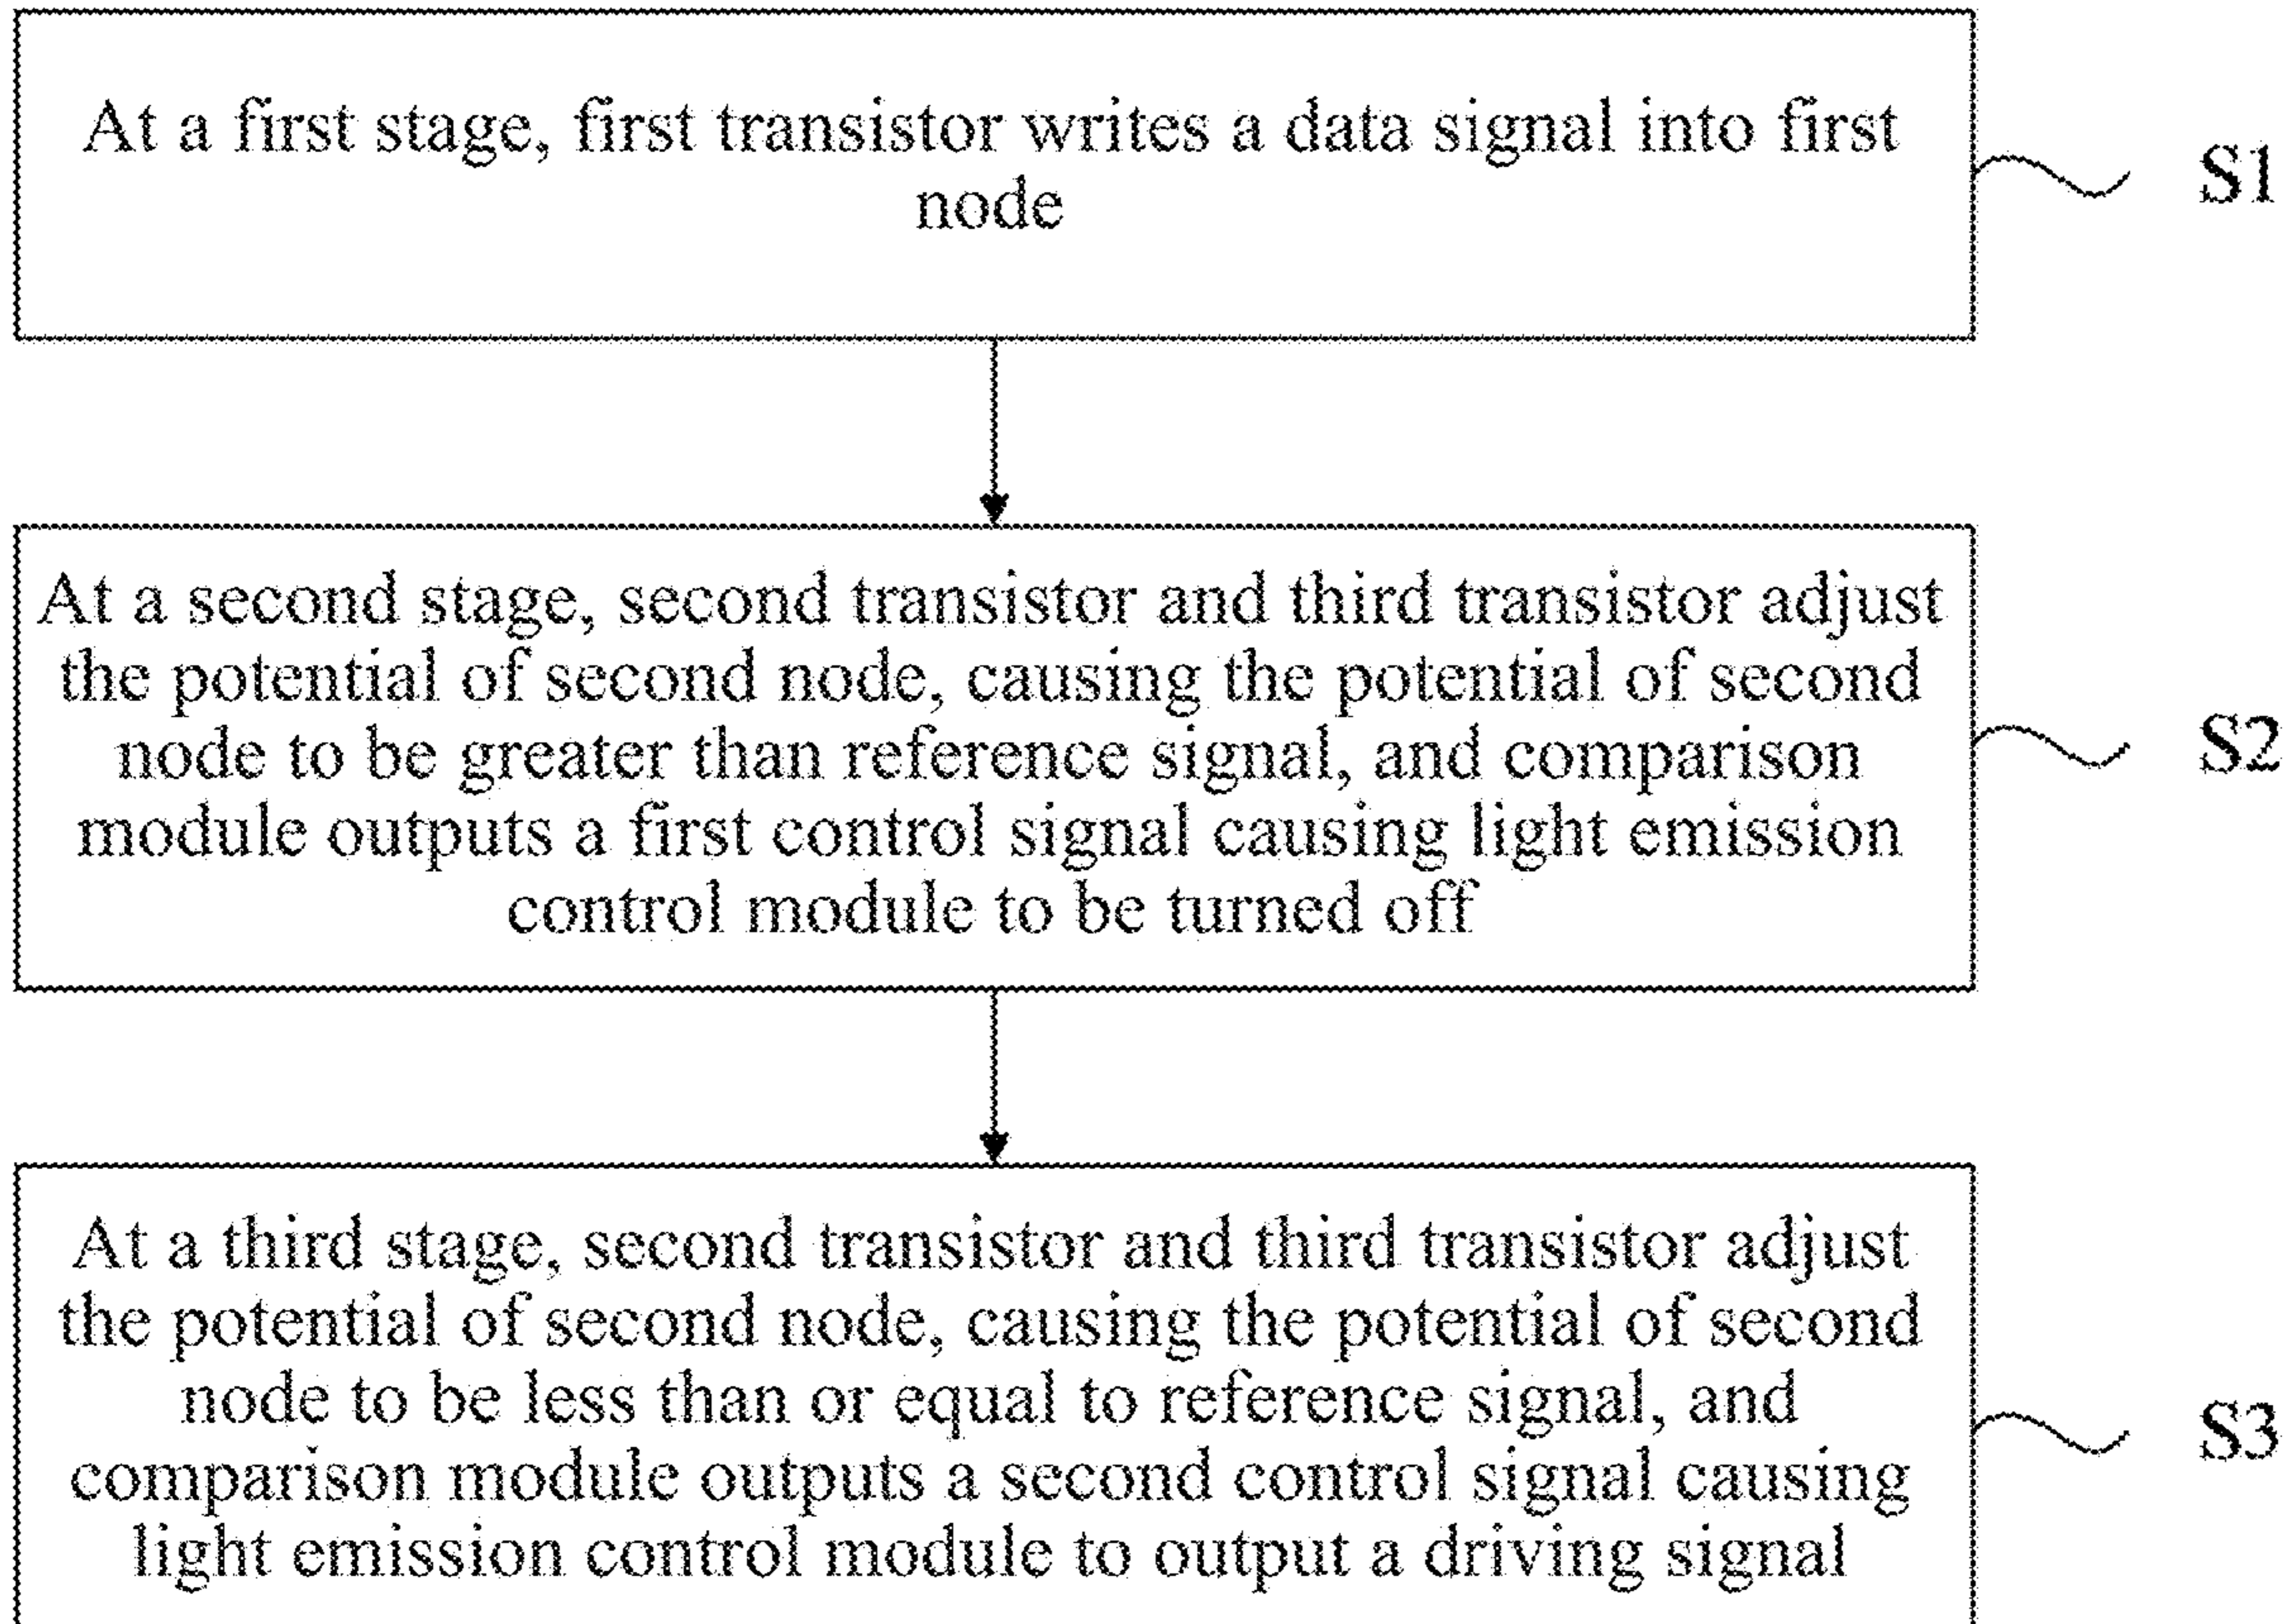 At a first stage, first transistor writes a data signal into first
node
S1
At a second stage, second transistor and third transistor adjust
the potential of second node, causing the potential of second
node to be greater than reference signal, and comparison
module outputs a first control signal causing light emission
control module to be turned off
S2
At a third stage, second transistor and third transistor adjust
the potential of second node, causing the potential of second
node to be less than or equal to reference signal, and
comparison module outputs a second control signal causing
light emission control module to output a driving signal
S3